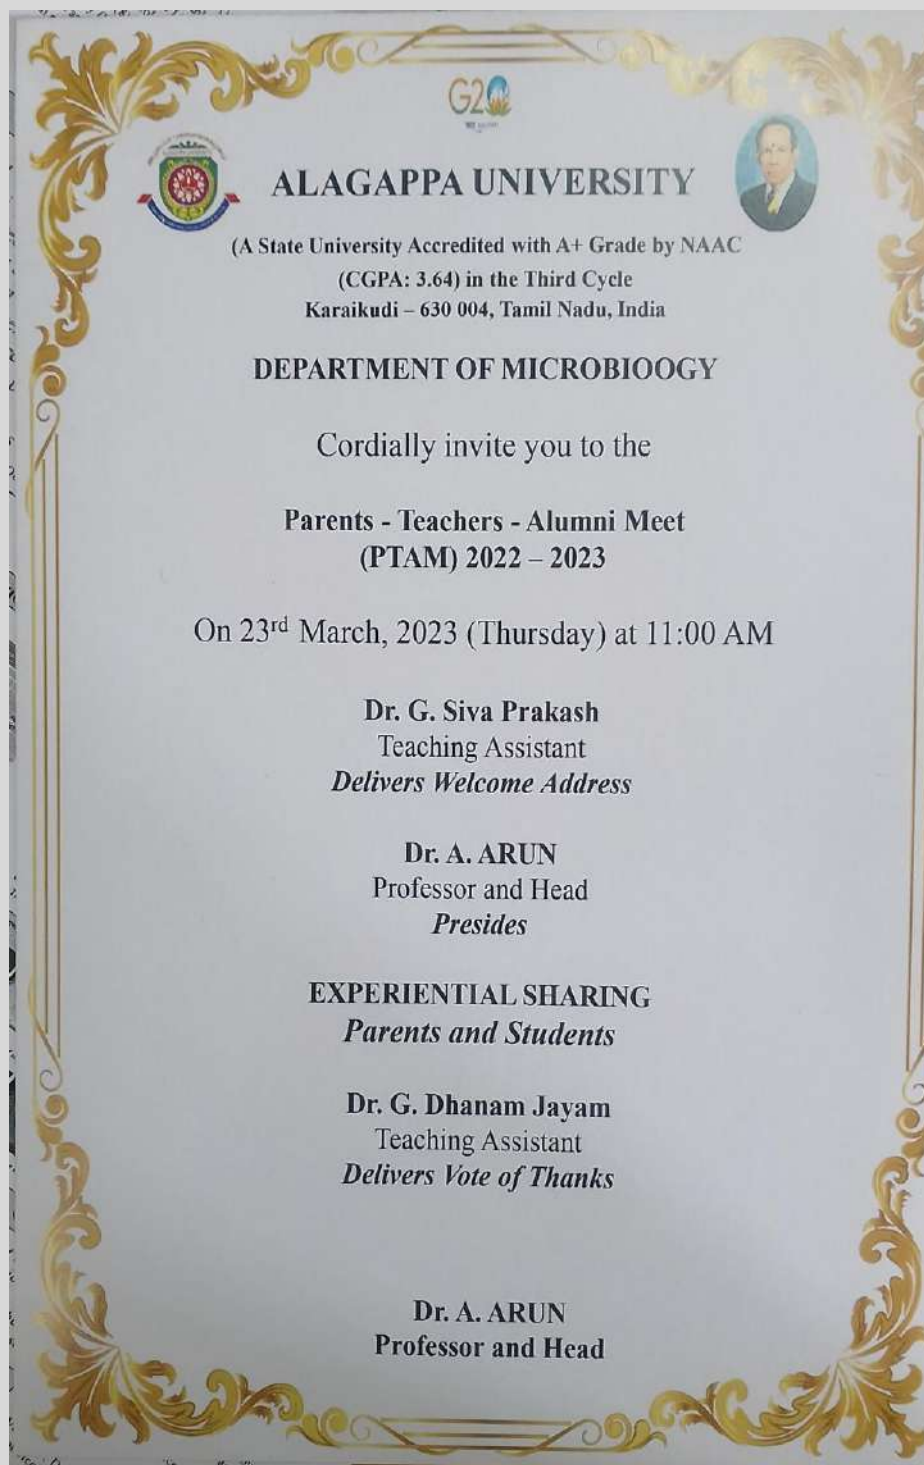 G20
ALAGAPPA UNIVERSITY
(A State University Accredited with A+ Grade by NAAC
(CGPA: 3.64) in the Third Cycle
Karaikudi – 630 004, Tamil Nadu, India
DEPARTMENT OF MICROBIOOGY
Cordially invite you to the
Parents - Teachers - Alumni Meet
(PTAM) 2022 – 2023
On 23rd March, 2023 (Thursday) at 11:00 AM
Dr. G. Siva Prakash
Teaching Assistant
Delivers Welcome Address
Dr. A. ARUN
Professor and Head
Presides
EXPERIENTIAL SHARING
Parents and Students
Dr. G. Dhanam Jayam
Teaching Assistant
Delivers Vote of Thanks
Dr. A. ARUN
Professor and Head